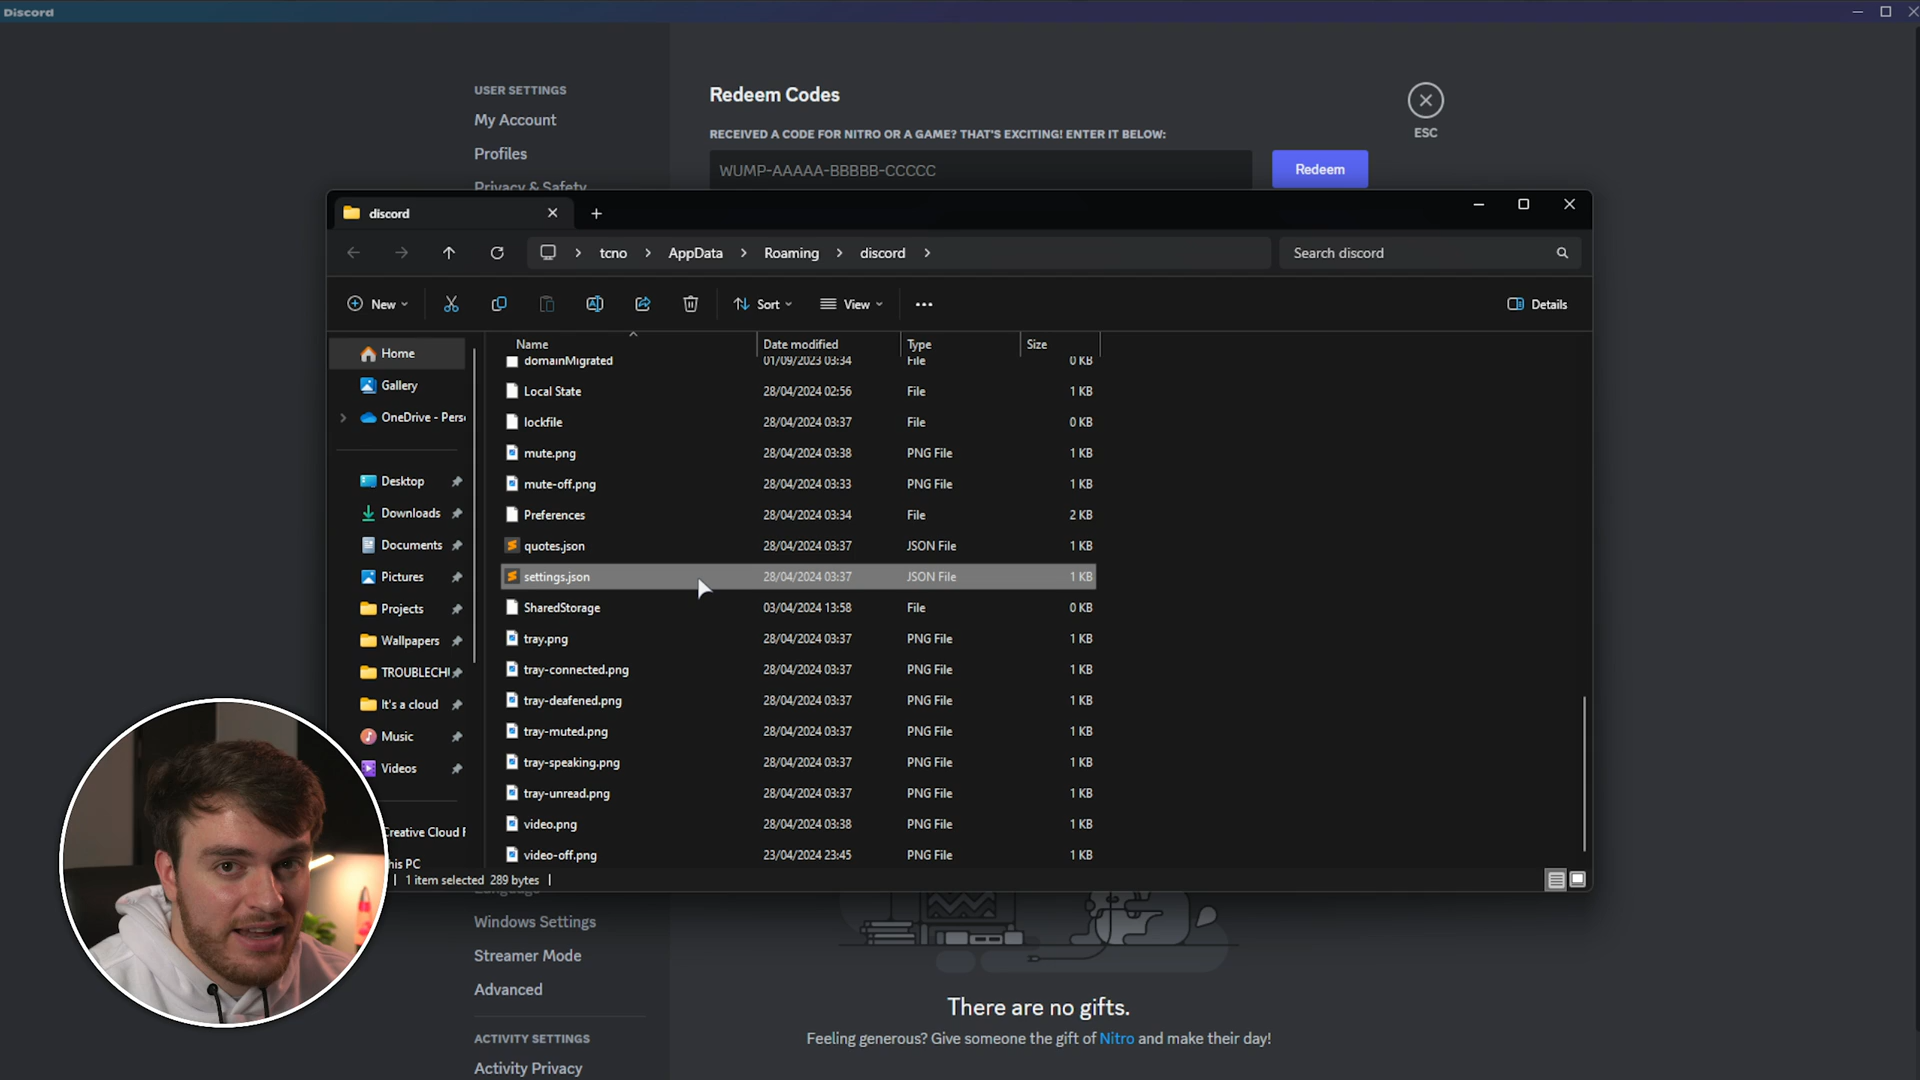 Discord
USER SETTINGS
My Account
Profiles
Privacy & Safety
Redeem Codes
RECEIVED A CODE FOR NITRO OR A GAME? THAT'S EXCITING! ENTER IT BELOW:
WUMP-AAAAA-BBBBB-CCCCC
Redeem
ESC
discord
tcno
AppData
Roaming
discord
Search discord
New
Sort
View
Details
Home
Gallery
OneDrive - Pers
Desktop
Downloads
Documents
Pictures
Projects
Wallpapers
TROUBLECH
It's a cloud
Music
Videos
Creative Cloud F
his PC
Name Date modified Type Size
domainMigrated 01/09/2023 03:34 File 0 KB
Local State 28/04/2024 02:56 File 1 KB
lockfile 28/04/2024 03:37 File 0 KB
mute.png 28/04/2024 03:38 PNG File 1 KB
mute-off.png 28/04/2024 03:33 PNG File 1 KB
Preferences 28/04/2024 03:34 File 2 KB
quotes.json 28/04/2024 03:37 JSON File 1 KB
settings.json 28/04/2024 03:37 JSON File 1 KB
SharedStorage 03/04/2024 13:58 File 0 KB
tray.png 28/04/2024 03:37 PNG File 1 KB
tray-connected.png 28/04/2024 03:37 PNG File 1 KB
tray-deafened.png 28/04/2024 03:37 PNG File 1 KB
tray-muted.png 28/04/2024 03:37 PNG File 1 KB
tray-speaking.png 28/04/2024 03:37 PNG File 1 KB
tray-unread.png 28/04/2024 03:37 PNG File 1 KB
video.png 28/04/2024 03:38 PNG File 1 KB
video-off.png 23/04/2024 23:45 PNG File 1 KB
1 item selected 289 bytes
Language
Windows Settings
Streamer Mode
Advanced
ACTIVITY SETTINGS
Activity Privacy
There are no gifts.
Feeling generous? Give someone the gift of Nitro and make their day!